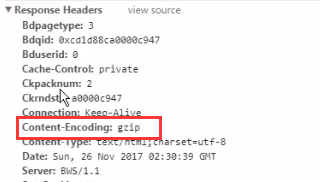 Response Headers view source
Bdpagetype: 3
Bdqid: 0xcd1d88ca0000c947
Bduserid: 0
Cache-Control: private
Ckpacknum: 2
Ckrndst a0000c947
Connection: Keep-Alive
Content-Encoding: gzip
Content-Type: text/html;charset=utf-8
Date: Sun, 26 Nov 2017 02:30:39 GMT
Server: BWS/1.1